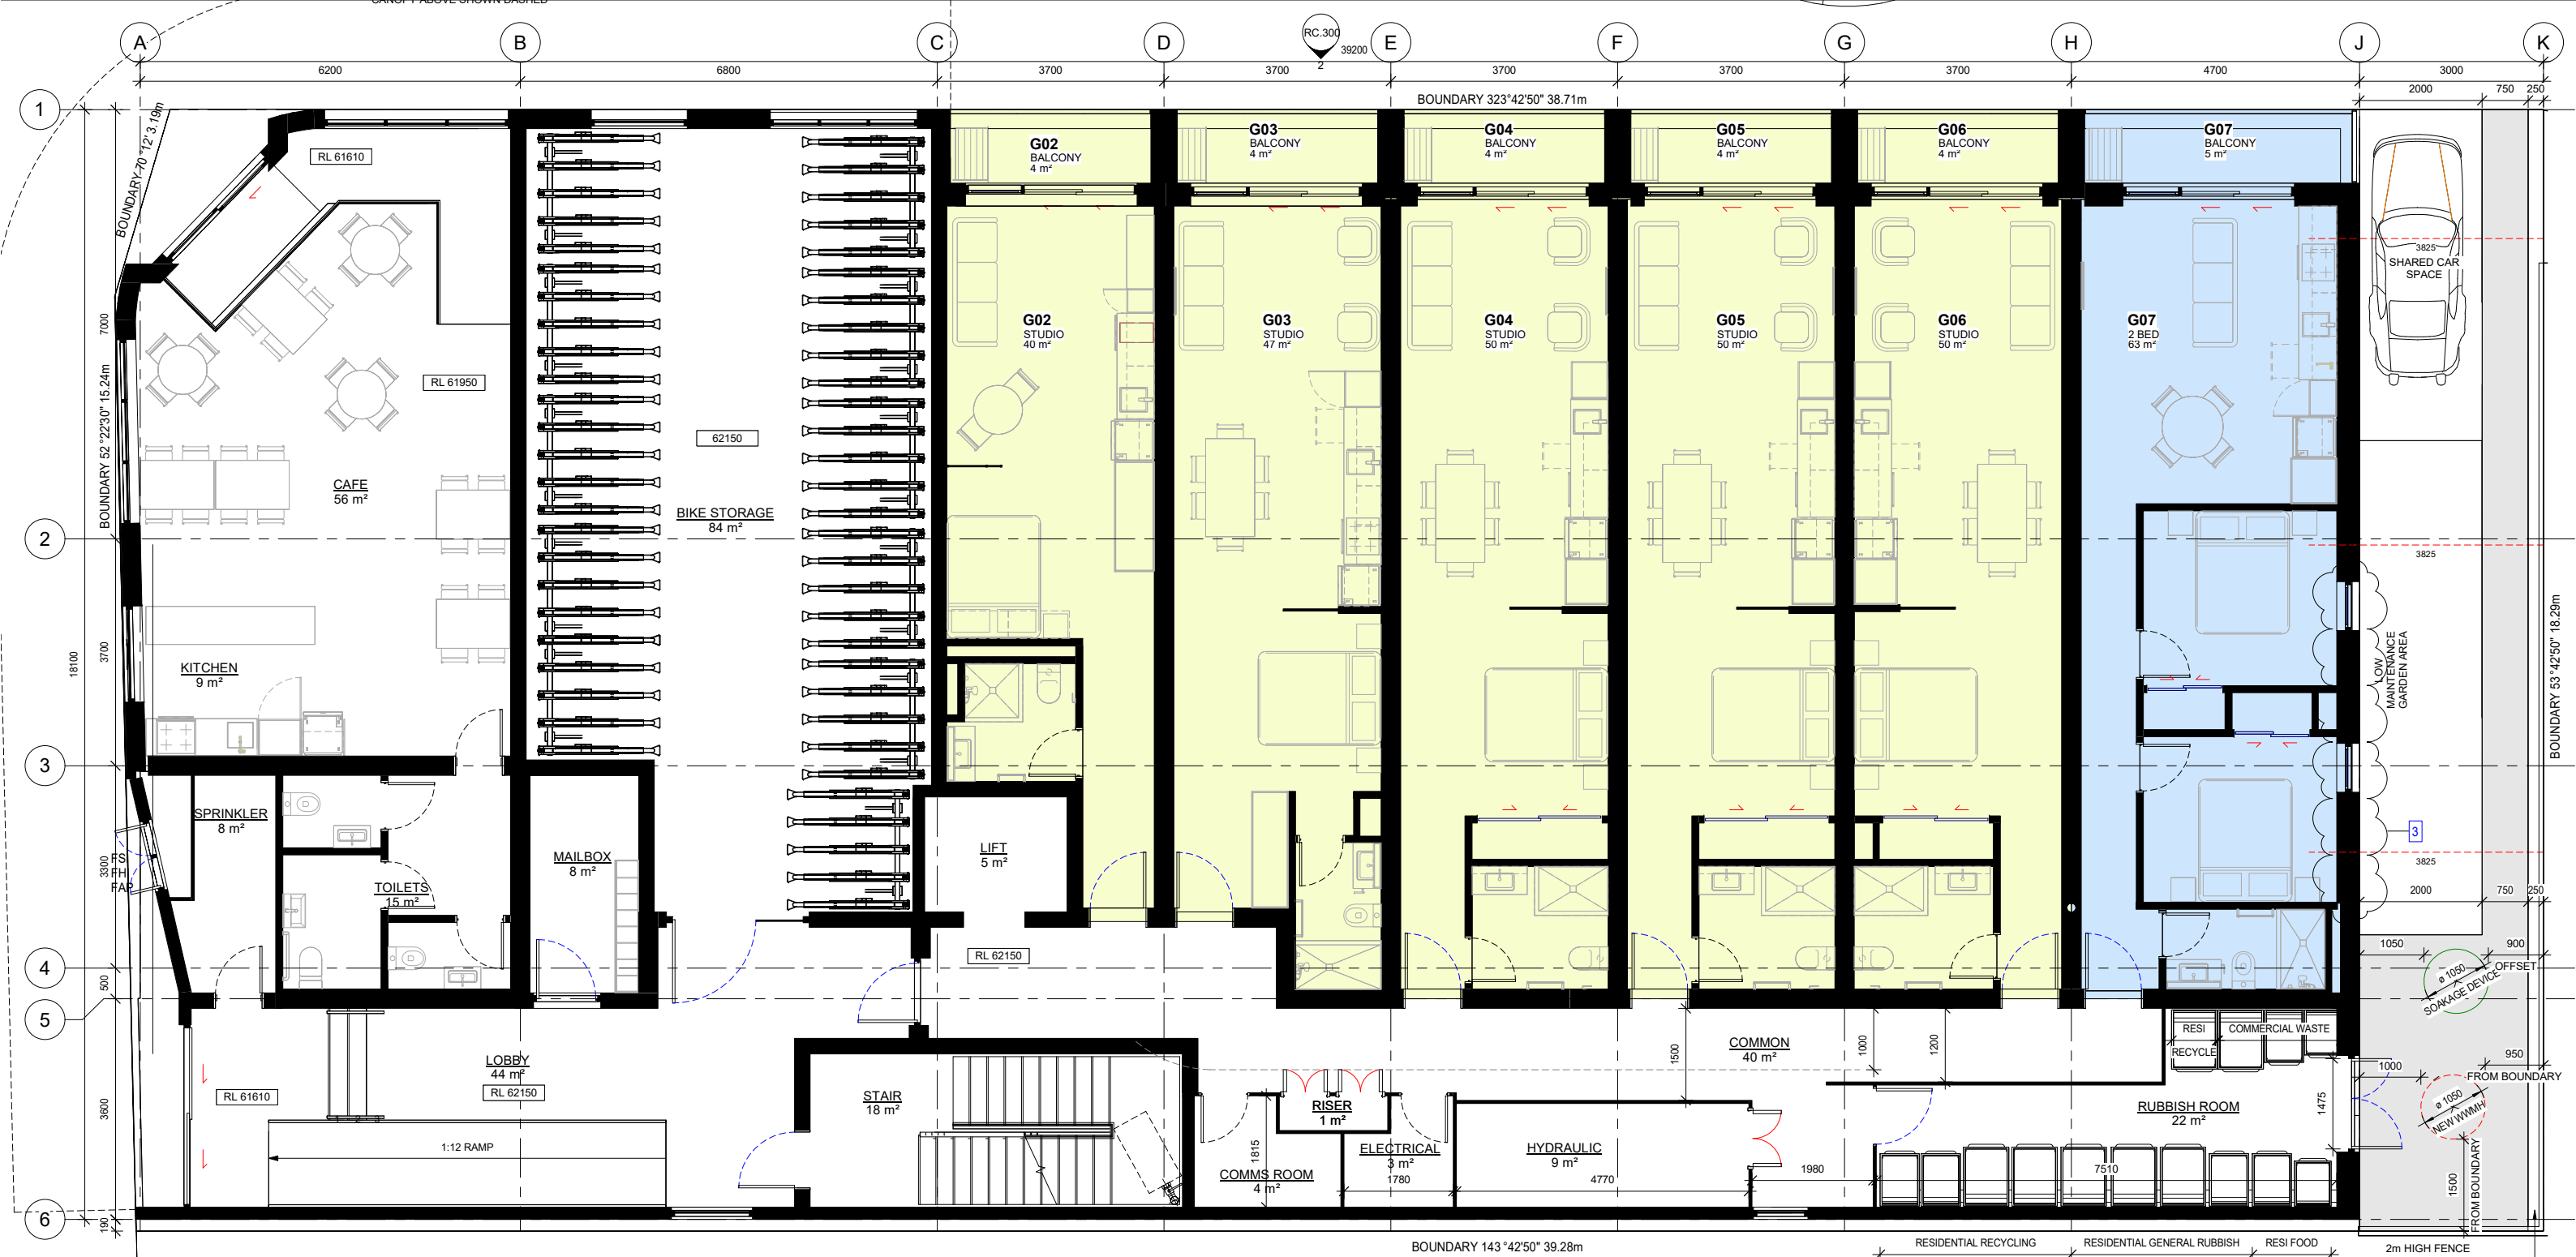 CANOPY ABOVE SHOWN DASHED
A
B
C
D
RC.300
2
39200
E
F
G
H
J
K
6200
6800
3700
3700
3700
3700
3700
4700
3000
2000
750
250
1
BOUNDARY 323°42'50" 38.71m
BOUNDARY 70°12' 3.19m
RL 61610
G02
BALCONY
4 m²
G03
BALCONY
4 m²
G04
BALCONY
4 m²
G05
BALCONY
4 m²
G06
BALCONY
4 m²
G07
BALCONY
5 m²
3825
SHARED CAR
SPACE
7000
G02
STUDIO
40 m²
G03
STUDIO
47 m²
G04
STUDIO
50 m²
G05
STUDIO
50 m²
G06
STUDIO
50 m²
G07
2 BED
63 m²
RL 61950
BOUNDARY 52°22'30" 15.24m
62150
CAFE
56 m²
BIKE STORAGE
84 m²
2
3825
18100
3700
KITCHEN
9 m²
LOW
MAINTENANCE
GARDEN AREA
BOUNDARY 53°42'50" 18.29m
3
SPRINKLER
8 m²
3300
FS
FH
FAP
TOILETS
15 m²
MAILBOX
8 m²
LIFT
5 m²
3
3825
2000
750
250
4
500
5
RL 62150
1050
900
OFFSET
ø 1050
SOAKAGE DEVICE
LOBBY
44 m²
RL 62150
RL 61610
1500
COMMON
40 m²
1000
1200
RESI
RECYCLE
COMMERCIAL WASTE
950
1000
FROM BOUNDARY
3600
STAIR
18 m²
RISER
1 m²
RUBBISH ROOM
22 m²
1475
ø 1050
NEW WWMH
1:12 RAMP
1815
COMMS ROOM
4 m²
ELECTRICAL
3 m²
1780
HYDRAULIC
9 m²
4770
1980
7510
1500
FROM BOUNDARY
6
190
BOUNDARY 143°42'50" 39.28m
RESIDENTIAL RECYCLING
RESIDENTIAL GENERAL RUBBISH
RESI FOOD
2m HIGH FENCE